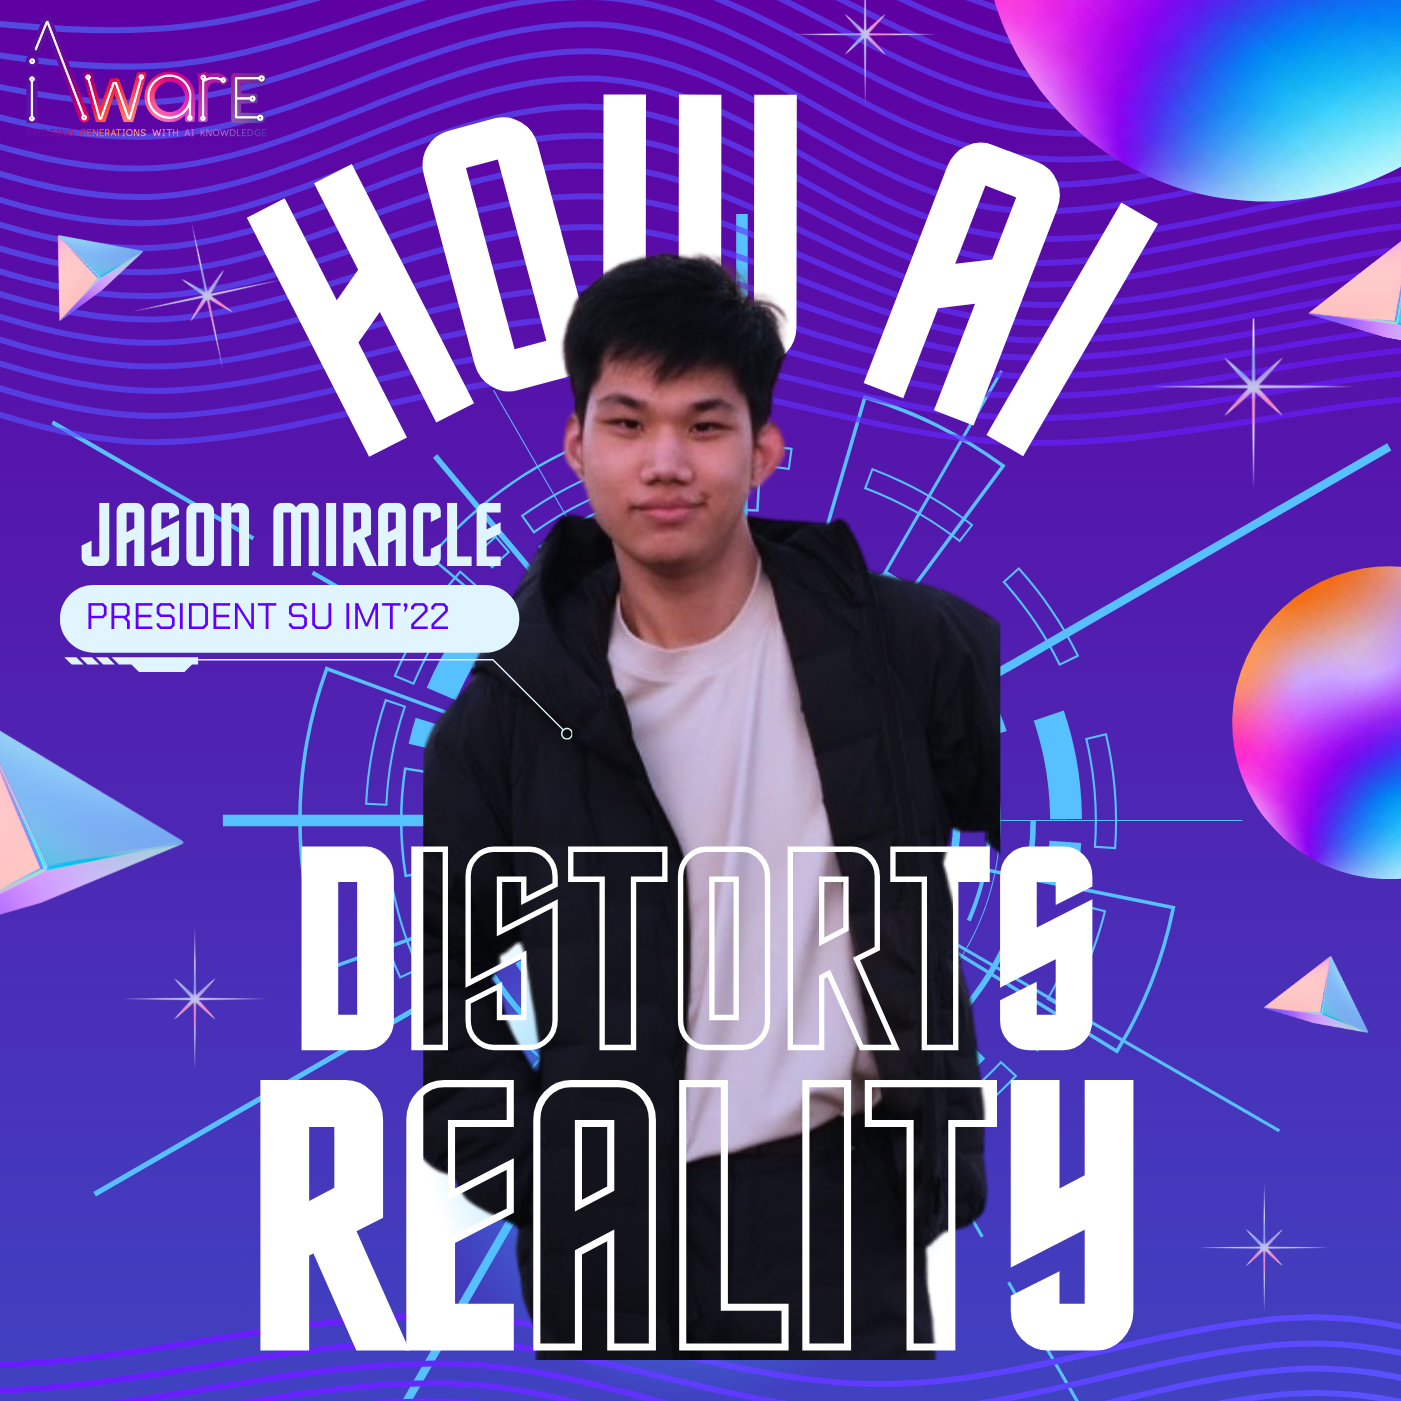 iAwarE
GENERATIONS WITH AI KNOWLEDGE
HOW AI
JASON MIRACLE
PRESIDENT SU IMT'22
DISTORTS
REALITY